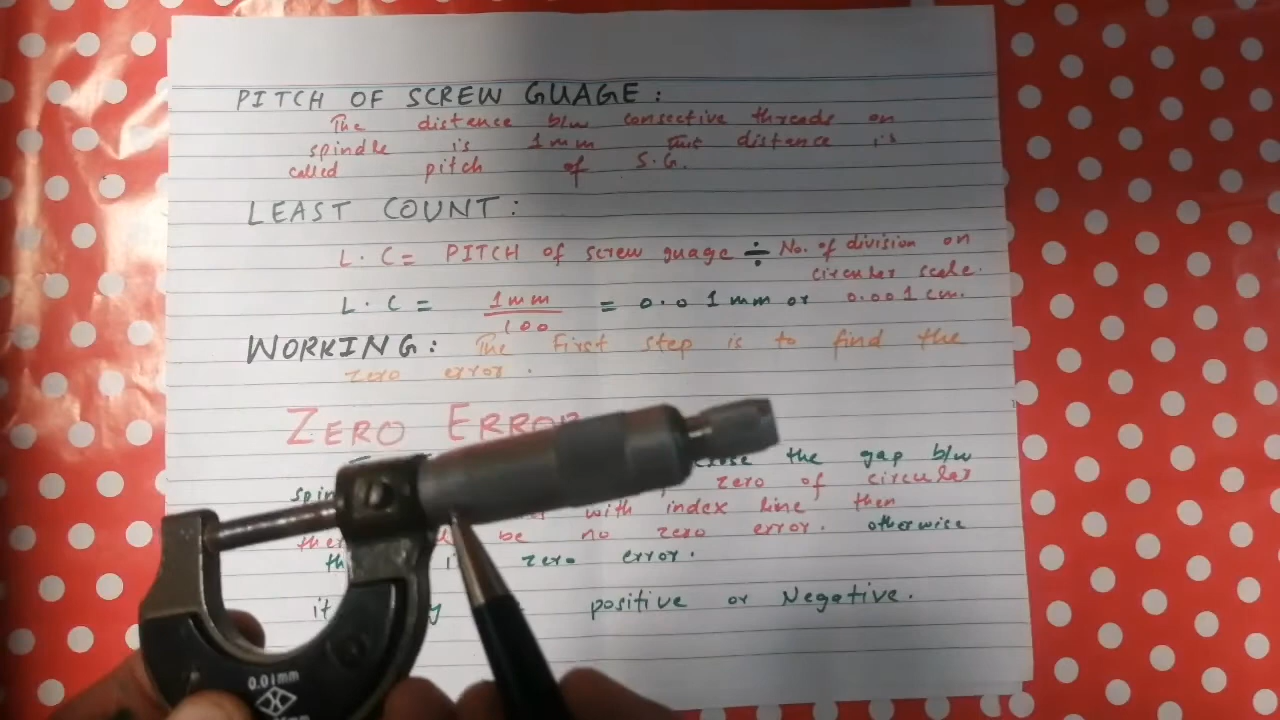 PITCH OF SCREW GUAGE:
The distance b/w consective threads on
spindle is 1mm this distance is
called pitch of S.G.
LEAST COUNT:
L.C = PITCH of screw guage ÷ No. of division on
circular scale.
L.C = 1mm/100 = 0.01mm or 0.001cm.
WORKING: The first step is to find the
zero error.
ZERO ERROR
close the gap b/w
zero of circular
with index line then
be no zero error. otherwise
zero error.
it positive or Negative.
0.01mm